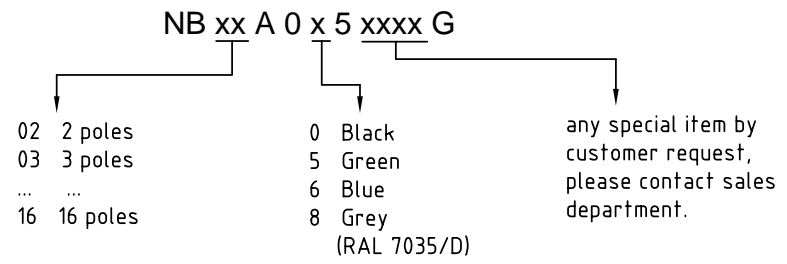 NB xx A 0 x 5 xxxx G
02 2 poles
03 3 poles
... ...
16 16 poles
0 Black
5 Green
6 Blue
8 Grey
(RAL 7035/D)
any special item by
customer request,
please contact sales
department.